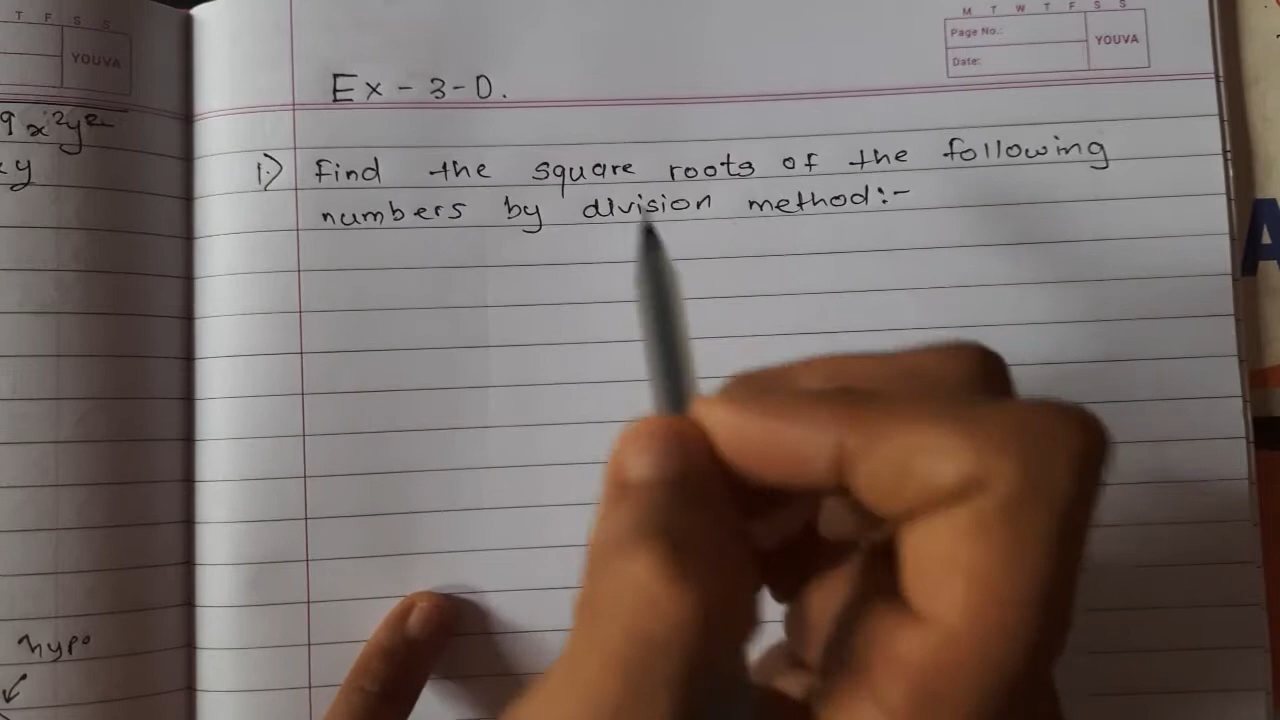 T F S S
YOUVA
9x²y²
y
hypo
M T W T F S S
Page No.:
YOUVA
Date:
Ex - 3 - D.
1.) Find the square roots of the following
numbers by division method:-
A